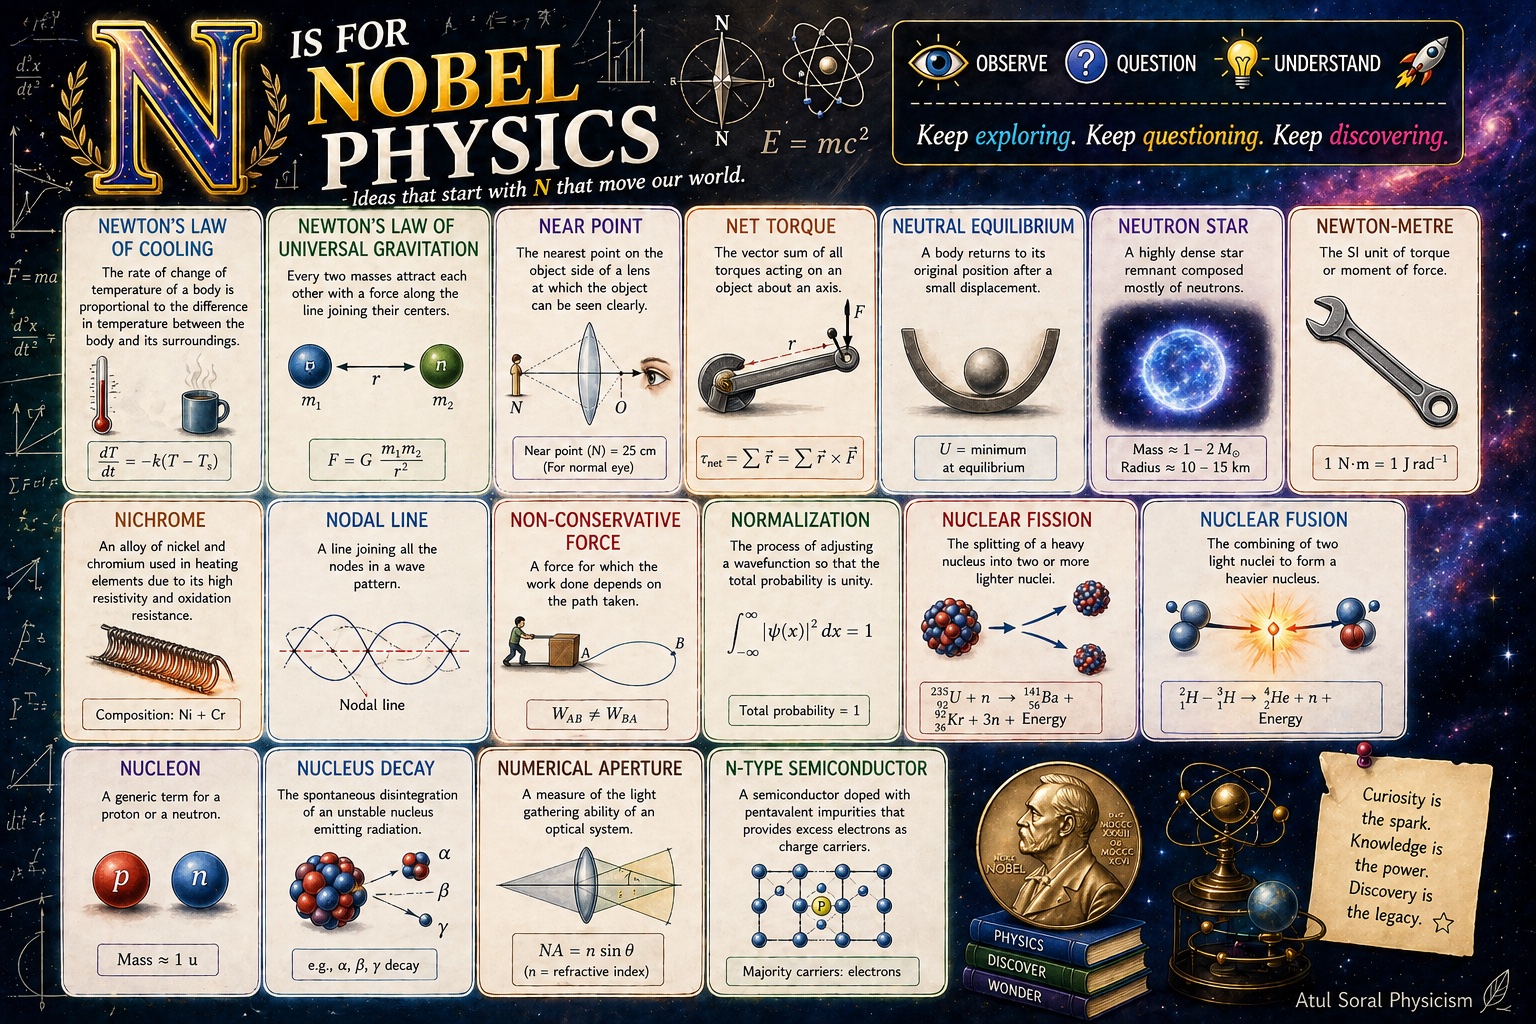 N
IS FOR
NOBEL
PHYSICS
- Ideas that start with N that move our world.
N
N
E = mc²
OBSERVE
QUESTION
UNDERSTAND
Keep exploring. Keep questioning. Keep discovering.
d²x
dt²
F = ma
NEWTON'S LAW
OF COOLING
The rate of change of
temperature of a body is
proportional to the difference
in temperature between the
body and its surroundings.
dT/dt = −k(T − Tₛ)
NEWTON'S LAW OF
UNIVERSAL GRAVITATION
Every two masses attract each
other with a force along the
line joining their centers.
n
r
m₁
m₂
F = G m₁m₂/r²
NEAR POINT
The nearest point on the
object side of a lens
at which the object
can be seen clearly.
N
O
Near point (N) = 25 cm
(For normal eye)
NET TORQUE
The vector sum of all
torques acting on an
object about an axis.
F
r
τnet = ∑ τ⃗ = ∑ r⃗ × F⃗
NEUTRAL EQUILIBRIUM
A body returns to its
original position after a
small displacement.
U = minimum
at equilibrium
NEUTRON STAR
A highly dense star
remnant composed
mostly of neutrons.
Mass ≈ 1 – 2 M☉
Radius ≈ 10 – 15 km
NEWTON-METRE
The SI unit of torque
or moment of force.
1 N·m = 1 J rad⁻¹
NICHROME
An alloy of nickel and
chromium used in heating
elements due to its high
resistivity and oxidation
resistance.
Composition: Ni + Cr
NODAL LINE
A line joining all the
nodes in a wave
pattern.
Nodal line
NON-CONSERVATIVE
FORCE
A force for which the
work done depends on
the path taken.
A
B
W_AB ≠ W_BA
NORMALIZATION
The process of adjusting
a wavefunction so that the
total probability is unity.
∫_{-∞}^{∞} |ψ(x)|² dx = 1
Total probability = 1
NUCLEAR FISSION
The splitting of a heavy
nucleus into two or more
lighter nuclei.
²³⁵₉₂U + n → ¹⁴¹₅₆Ba +
⁹²₃₆Kr + 3n + Energy
NUCLEAR FUSION
The combining of two
light nuclei to form a
heavier nucleus.
²₁H – ³₁H → ⁴₂He + n +
Energy
NUCLEON
A generic term for a
proton or a neutron.
p
n
Mass ≈ 1 u
NUCLEUS DECAY
The spontaneous disintegration
of an unstable nucleus
emitting radiation.
α
β
γ
e.g., α, β, γ decay
NUMERICAL APERTURE
A measure of the light
gathering ability of an
optical system.
NA = n sin θ
(n = refractive index)
N-TYPE SEMICONDUCTOR
A semiconductor doped with
pentavalent impurities that
provides excess electrons as
charge carriers.
P
Majority carriers: electrons
NOBEL
MDCCC
XXXIII
OB
MDCCC
XCVI
PHYSICS
DISCOVER
WONDER
Curiosity is
the spark.
Knowledge is
the power.
Discovery is
the legacy.
Atul Soral Physicism